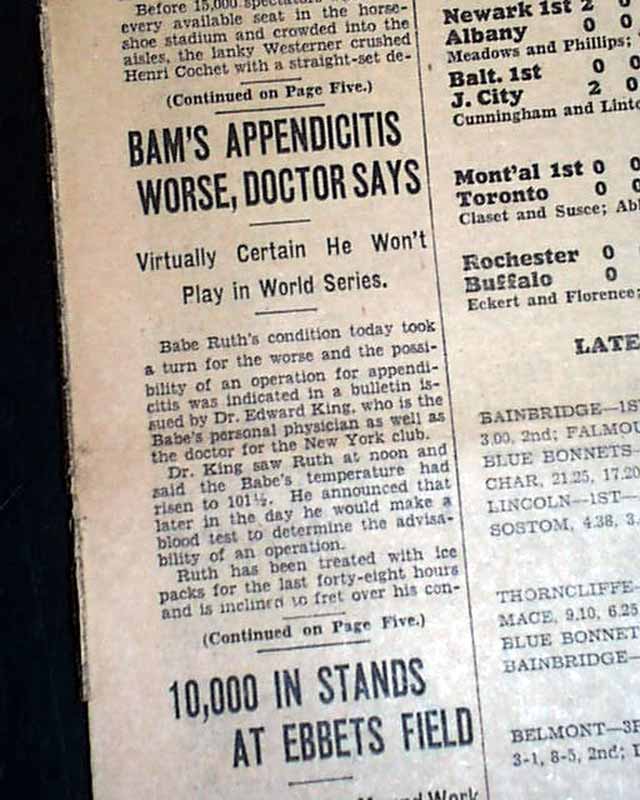 Before 15,000 spectators
every available seat in the horse-
shoe stadium and crowded into the
aisles, the lanky Westerner crushed
Henri Cochet with a straight-set de-
(Continued on Page Five.)
BAM'S APPENDICITIS
WORSE, DOCTOR SAYS
Virtually Certain He Won't
Play in World Series.
Babe Ruth's condition today took
a turn for the worse and the possi-
bility of an operation for appendi-
citis was indicated in a bulletin is-
sued by Dr. Edward King, who is the
Babe's personal physician as well as
the doctor for the New York club.
Dr. King saw Ruth at noon and
said the Babe's temperature had
risen to 101½. He announced that
later in the day he would make a
blood test to determine the advisa-
bility of an operation.
Ruth has been treated with ice
packs for the last forty-eight hours
and is inclined to fret over his con-
(Continued on Page Five.)
10,000 IN STANDS
AT EBBETS FIELD
Work
Newark 1st 2 0
Albany 0 0
Meadows and Phillips;
Balt. 1st 0 0
J. City 2 0
Cunningham and
Mont'al 1st 0 0
Toronto 0 0
Claset and Susce;
Rochester 0 0
Buffalo 0
Eckert and Florence;
LATE
BAINBRIDGE—1S
3.00, 2nd; FALMOU
BLUE BONNETS—
CHAR, 21.25, 17.20
LINCOLN—1ST—
SOSTOM, 4.38, 3.
THORNCLIFFE
MACE, 9.10, 6.25
BLUE BONNET
BAINBRIDGE—
BELMONT—3R
3-1, 8-5, 2nd;